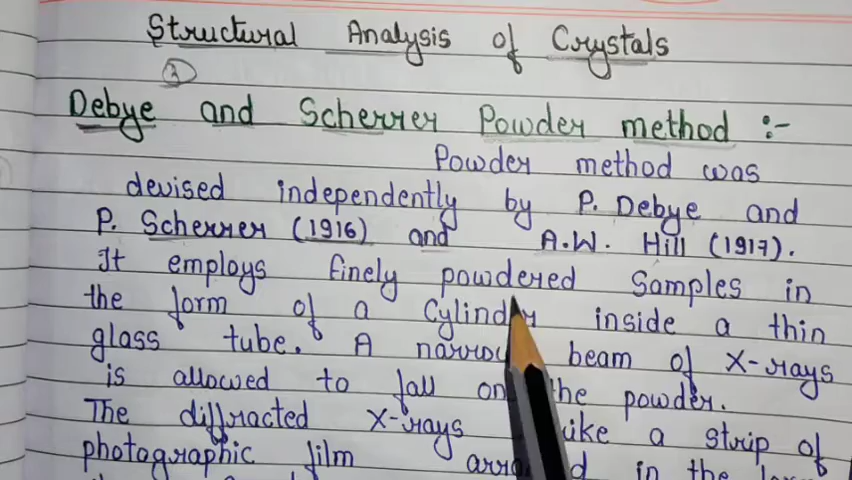 Structural Analysis of Crystals
3
Debye and Scherrer Powder method :-
Powder method was
devised independently by P. Debye and
P. Scherrer (1916) and A.W. Hill (1917).
It employs finely powdered Samples in
the form of a Cylinder inside a thin
glass tube. A narrow beam of X-rays
is allowed to fall on the powder.
The diffracted X-rays a strip of
photographic film in the